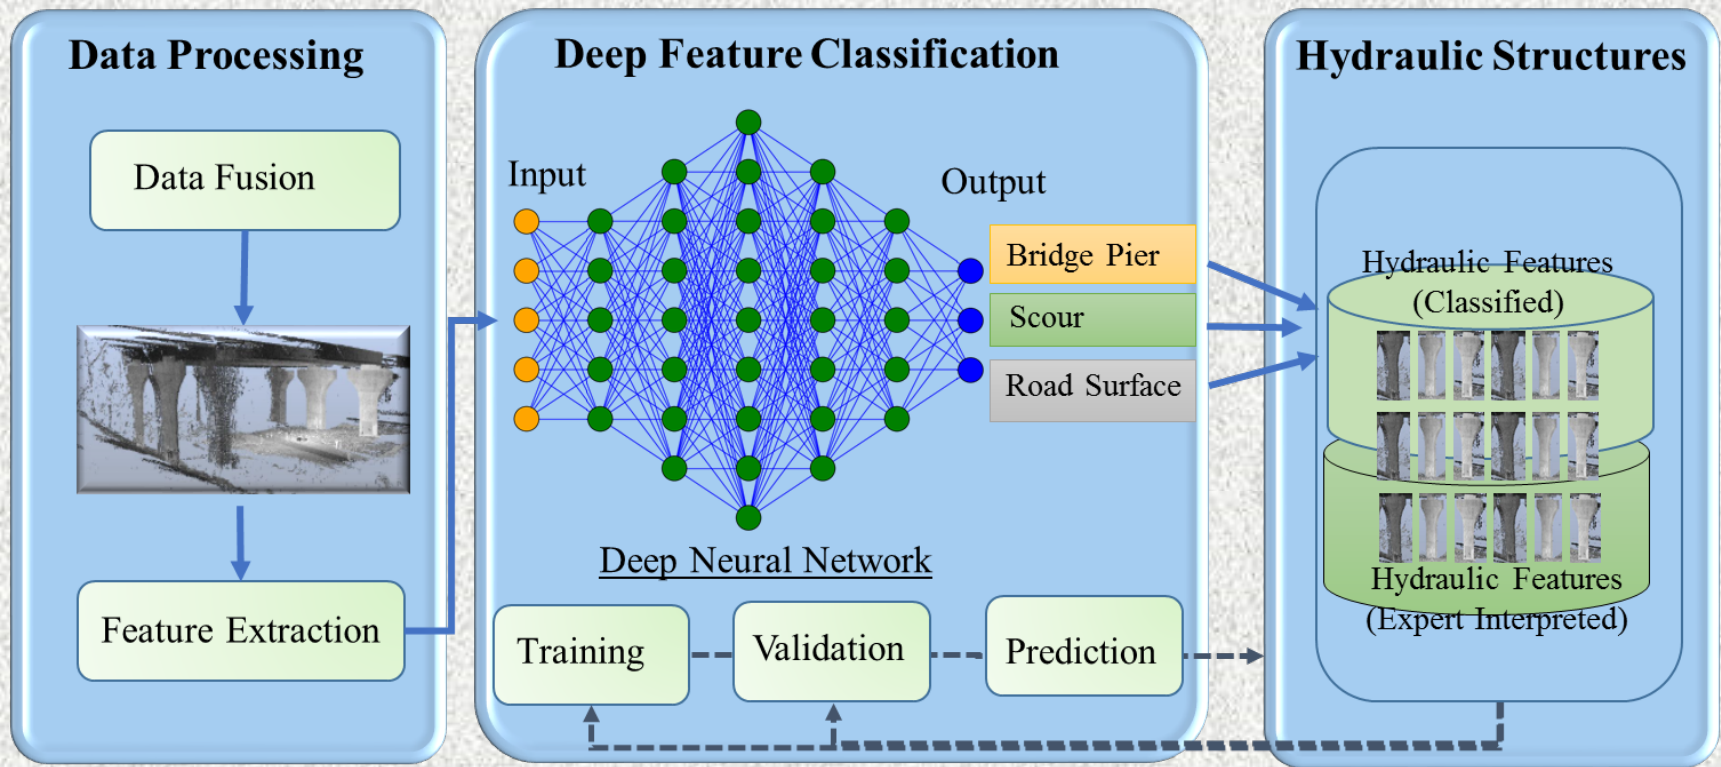 Data Processing
Data Fusion
Feature Extraction
Deep Feature Classification
Input
Output
Bridge Pier
Scour
Road Surface
Deep Neural Network
Training
Validation
Prediction
Hydraulic Structures
Hydraulic Features
(Classified)
Hydraulic Features
(Expert Interpreted)